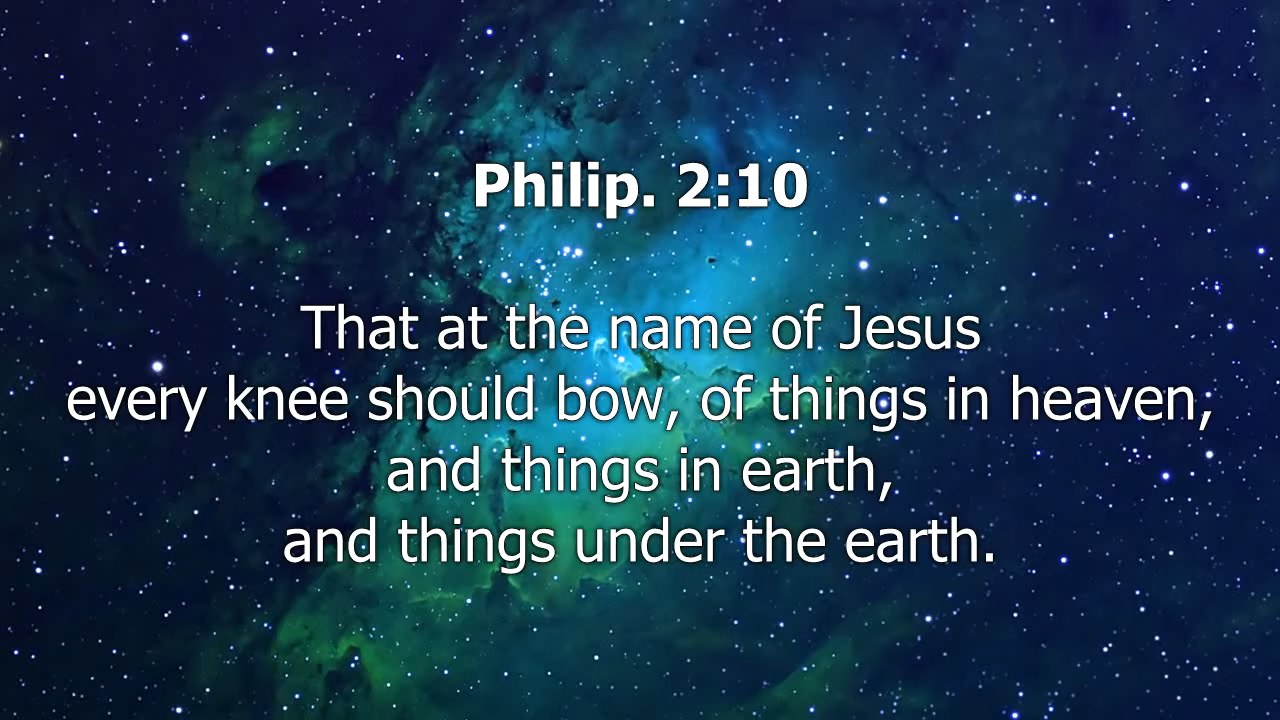 Philip. 2:10
That at the name of Jesus
every knee should bow, of things in heaven,
and things in earth,
and things under the earth.